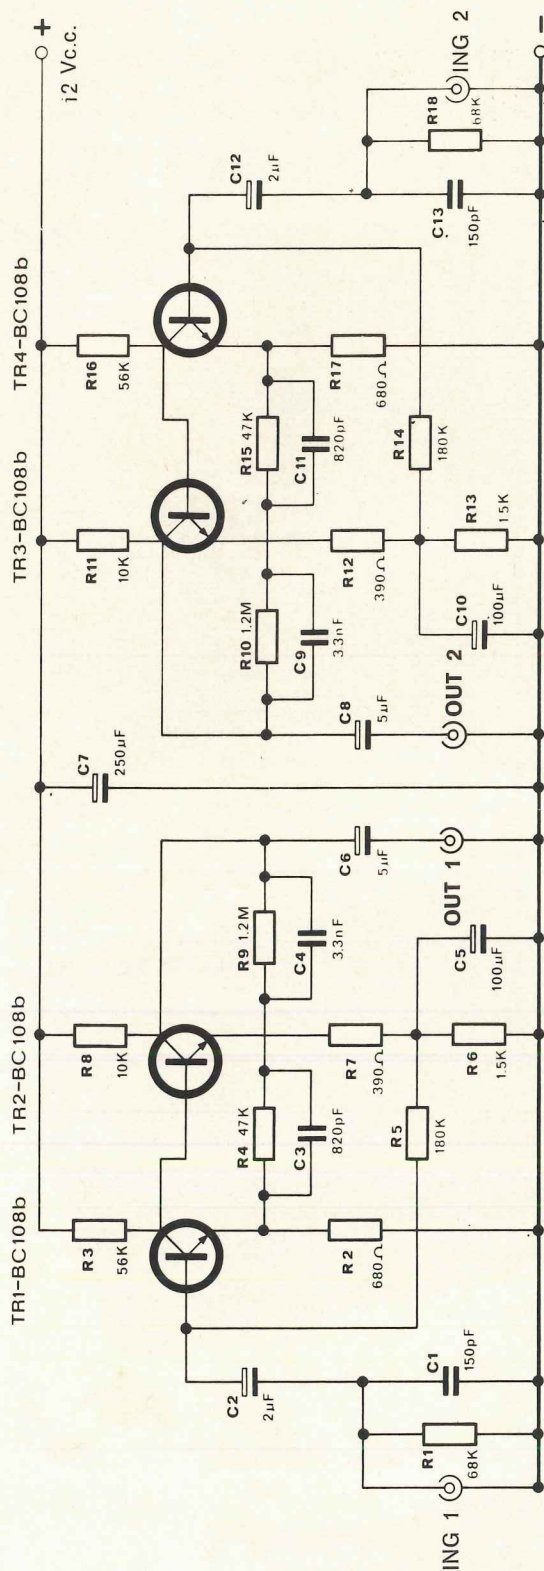 TR1-BC108b
TR2-BC108b
TR3-BC108b
TR4-BC108b
+
i2 Vc.c.
R3
56K
R8
10K
C7
250µF
R11
10K
R16
56K
C2
2µF
R4 47K
C3
820pF
R9 1.2M
C4
3.3nF
R10 1.2M
C9
3.3nF
R15 47K
C11
820pF
C12
2µF
R2
680Ω
R7
390Ω
C6
5µF
C8
5µF
R12
390Ω
R17
680Ω
R5
180K
R14
180K
ING 1
R1
68K
C1
150pF
R6
1.5K
C5
100µF
OUT 1
OUT 2
C10
100µF
R13
15K
C13
150pF
R18
68K
ING 2
-